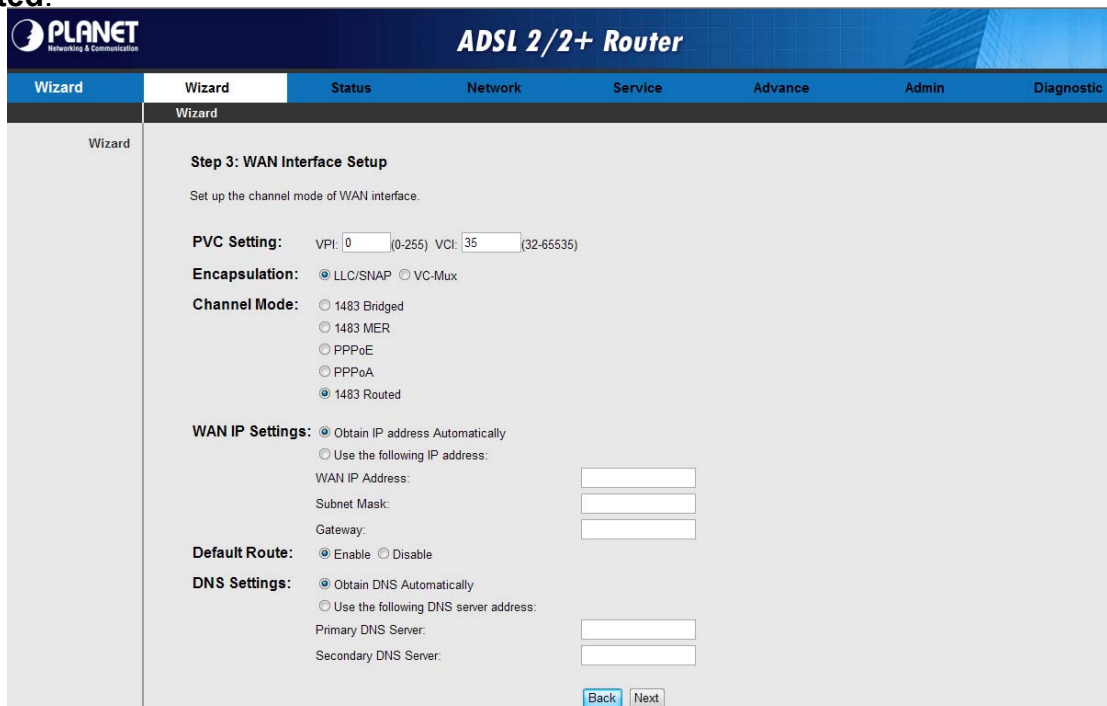 ted.
PLANET
Networking & Communication
ADSL 2/2+ Router
Wizard Wizard Status Network Service Advance Admin Diagnostic
Wizard
Wizard
Step 3: WAN Interface Setup
Set up the channel mode of WAN interface.
PVC Setting: VPI: 0 (0-255) VCI: 35 (32-65535)
Encapsulation: LLC/SNAP VC-Mux
Channel Mode: 1483 Bridged
1483 MER
PPPoE
PPPoA
1483 Routed
WAN IP Settings: Obtain IP address Automatically
Use the following IP address:
WAN IP Address:
Subnet Mask:
Gateway:
Default Route: Enable Disable
DNS Settings: Obtain DNS Automatically
Use the following DNS server address:
Primary DNS Server:
Secondary DNS Server:
Back Next